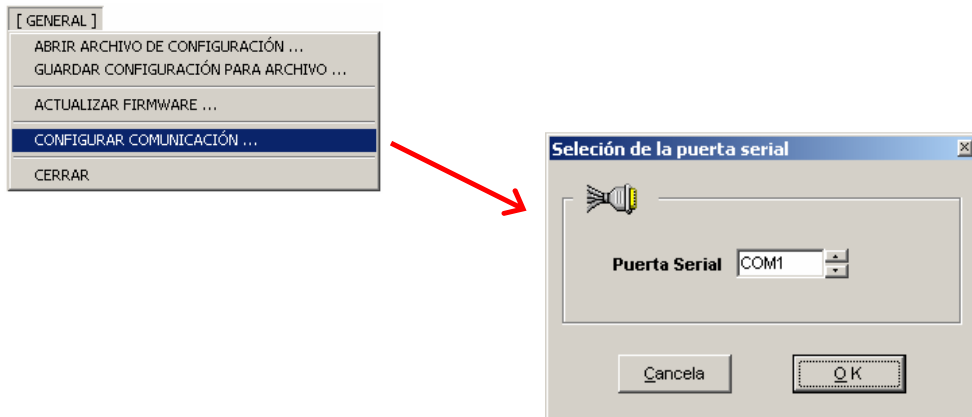 [ GENERAL ]
ABRIR ARCHIVO DE CONFIGURACIÓN ...
GUARDAR CONFIGURACIÓN PARA ARCHIVO ...
ACTUALIZAR FIRMWARE ...
CONFIGURAR COMUNICACIÓN ...
CERRAR
Seleción de la puerta serial
Puerta Serial COM1
Cancela OK